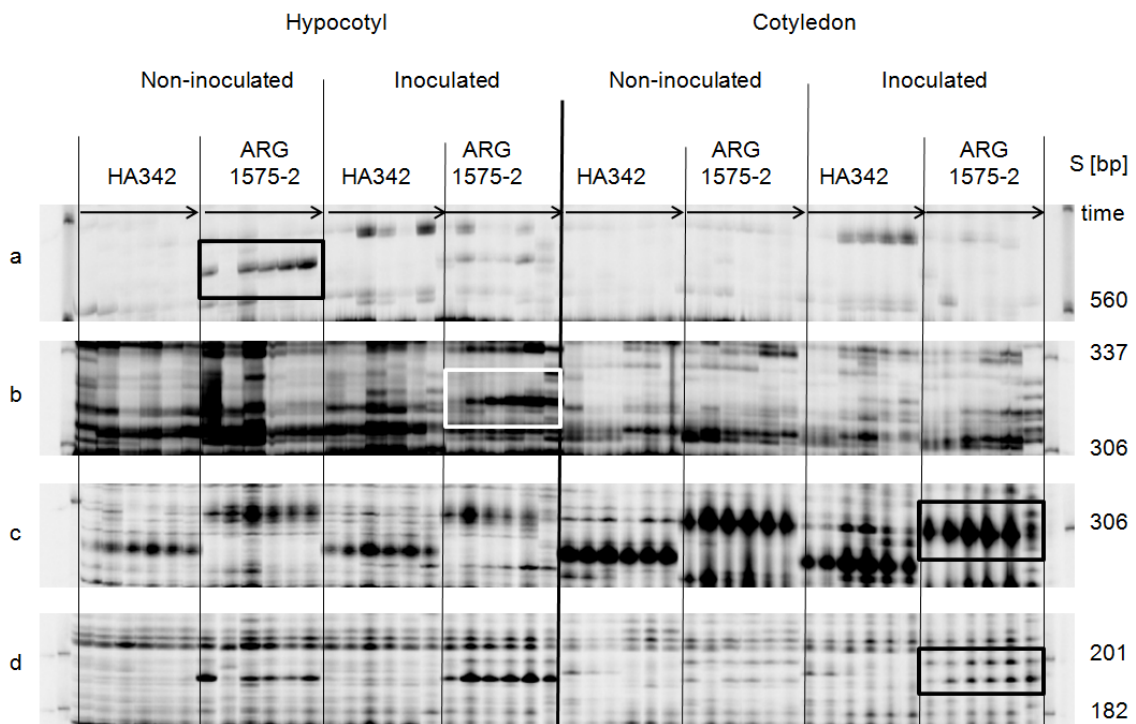 Hypocotyl Cotyledon
Non-inoculated Inoculated Non-inoculated Inoculated
HA342 ARG 1575-2 HA342 ARG 1575-2 HA342 ARG 1575-2 HA342 ARG 1575-2 S [bp]
time
a
560
337
b
306
c 306
d 201
182